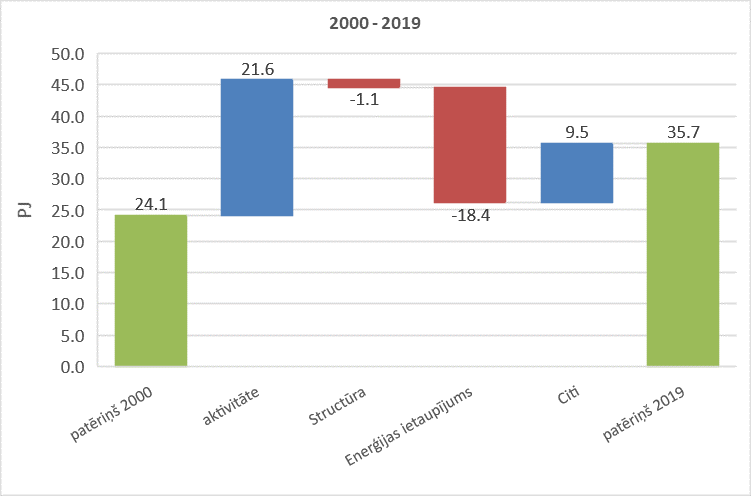 2000 - 2019
PJ
50.0
45.0
40.0
35.0
30.0
25.0
20.0
15.0
10.0
5.0
0.0
24.1
21.6
-1.1
-18.4
9.5
35.7
patēriņš 2000
aktivitāte
Structūra
Enerģijas ietaupījums
Citi
patēriņš 2019